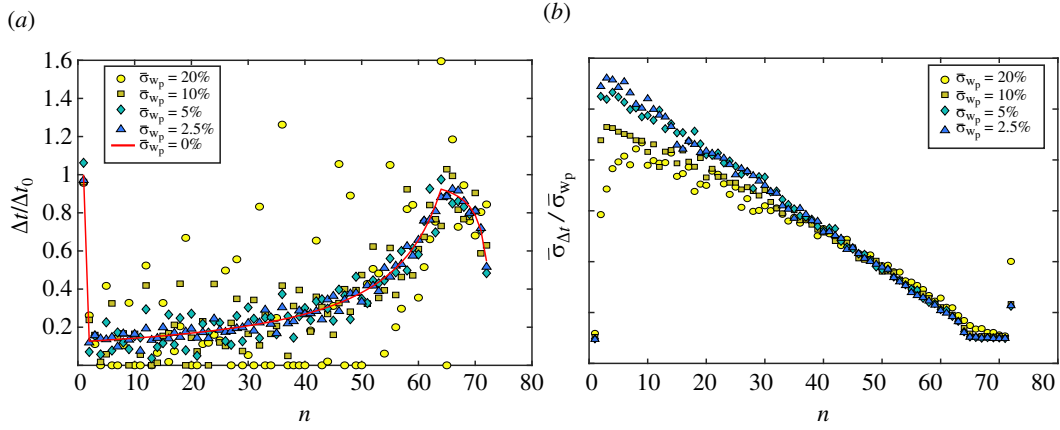 (a)
(b)
1.6
1.4
1.2
1
0.8
0.6
0.4
0.2
0
10
20
30
40
50
60
70
80
n
Δt/Δt₀
σ̄wₚ = 20%
σ̄wₚ = 10%
σ̄wₚ = 5%
σ̄wₚ = 2.5%
σ̄wₚ = 0%
σ̄Δt / σ̄wₚ
σ̄wₚ = 20%
σ̄wₚ = 10%
σ̄wₚ = 5%
σ̄wₚ = 2.5%
0
10
20
30
40
50
60
70
80
n